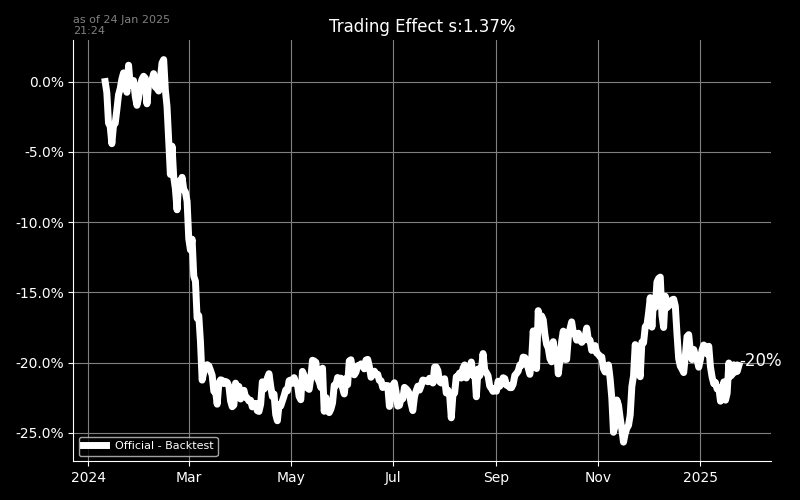 as of 24 Jan 2025
21:24
Trading Effect s:1.37%
0.0%
-5.0%
-10.0%
-15.0%
-20.0%
-25.0%
-20%
Official - Backtest
2024 Mar May Jul Sep Nov 2025